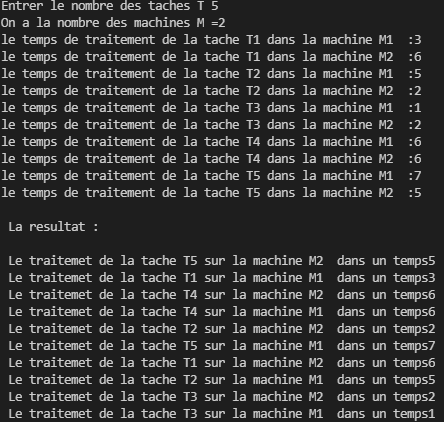 Entrer le nombre des taches T 5
On a la nombre des machines M =2
le temps de traitement de la tache T1 dans la machine M1  :3
le temps de traitement de la tache T1 dans la machine M2  :6
le temps de traitement de la tache T2 dans la machine M1  :5
le temps de traitement de la tache T2 dans la machine M2  :2
le temps de traitement de la tache T3 dans la machine M1  :1
le temps de traitement de la tache T3 dans la machine M2  :2
le temps de traitement de la tache T4 dans la machine M1  :6
le temps de traitement de la tache T4 dans la machine M2  :6
le temps de traitement de la tache T5 dans la machine M1  :7
le temps de traitement de la tache T5 dans la machine M2  :5
La resultat :
Le traitemet de la tache T5 sur la machine M2  dans un temps5
Le traitemet de la tache T1 sur la machine M1  dans un temps3
Le traitemet de la tache T4 sur la machine M2  dans un temps6
Le traitemet de la tache T4 sur la machine M1  dans un temps6
Le traitemet de la tache T2 sur la machine M2  dans un temps2
Le traitemet de la tache T5 sur la machine M1  dans un temps7
Le traitemet de la tache T1 sur la machine M2  dans un temps6
Le traitemet de la tache T2 sur la machine M1  dans un temps5
Le traitemet de la tache T3 sur la machine M2  dans un temps2
Le traitemet de la tache T3 sur la machine M1  dans un temps1